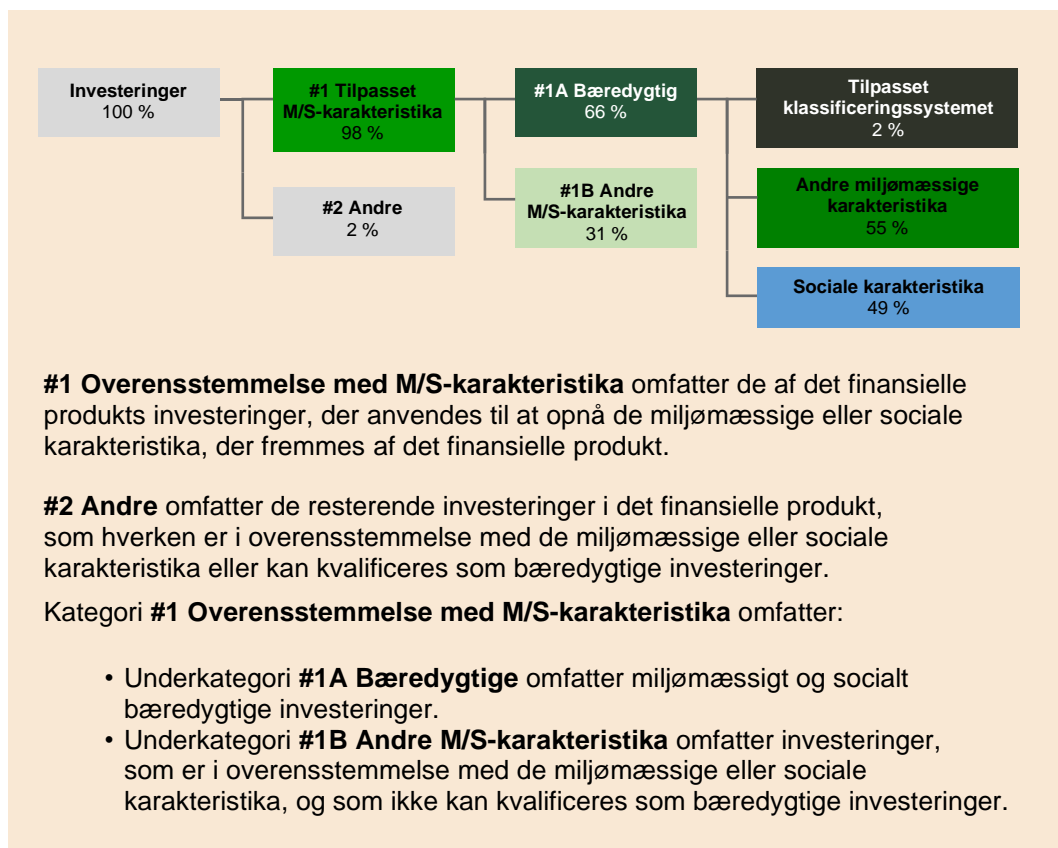 Investeringer
100 %
#1 Tilpasset
M/S-karakteristika
98 %
#1A Bæredygtig
66 %
Tilpasset
klassificeringssystemet
2 %
#2 Andre
2 %
#1B Andre
M/S-karakteristika
31 %
Andre miljømæssige
karakteristika
55 %
Sociale karakteristika
49 %
#1 Overensstemmelse med M/S-karakteristika omfatter de af det finansielle
produkts investeringer, der anvendes til at opnå de miljømæssige eller sociale
karakteristika, der fremmes af det finansielle produkt.
#2 Andre omfatter de resterende investeringer i det finansielle produkt,
som hverken er i overensstemmelse med de miljømæssige eller sociale
karakteristika eller kan kvalificeres som bæredygtige investeringer.
Kategori #1 Overensstemmelse med M/S-karakteristika omfatter:
• Underkategori #1A Bæredygtige omfatter miljømæssigt og socialt
bæredygtige investeringer.
• Underkategori #1B Andre M/S-karakteristika omfatter investeringer,
som er i overensstemmelse med de miljømæssige eller sociale
karakteristika, og som ikke kan kvalificeres som bæredygtige investeringer.